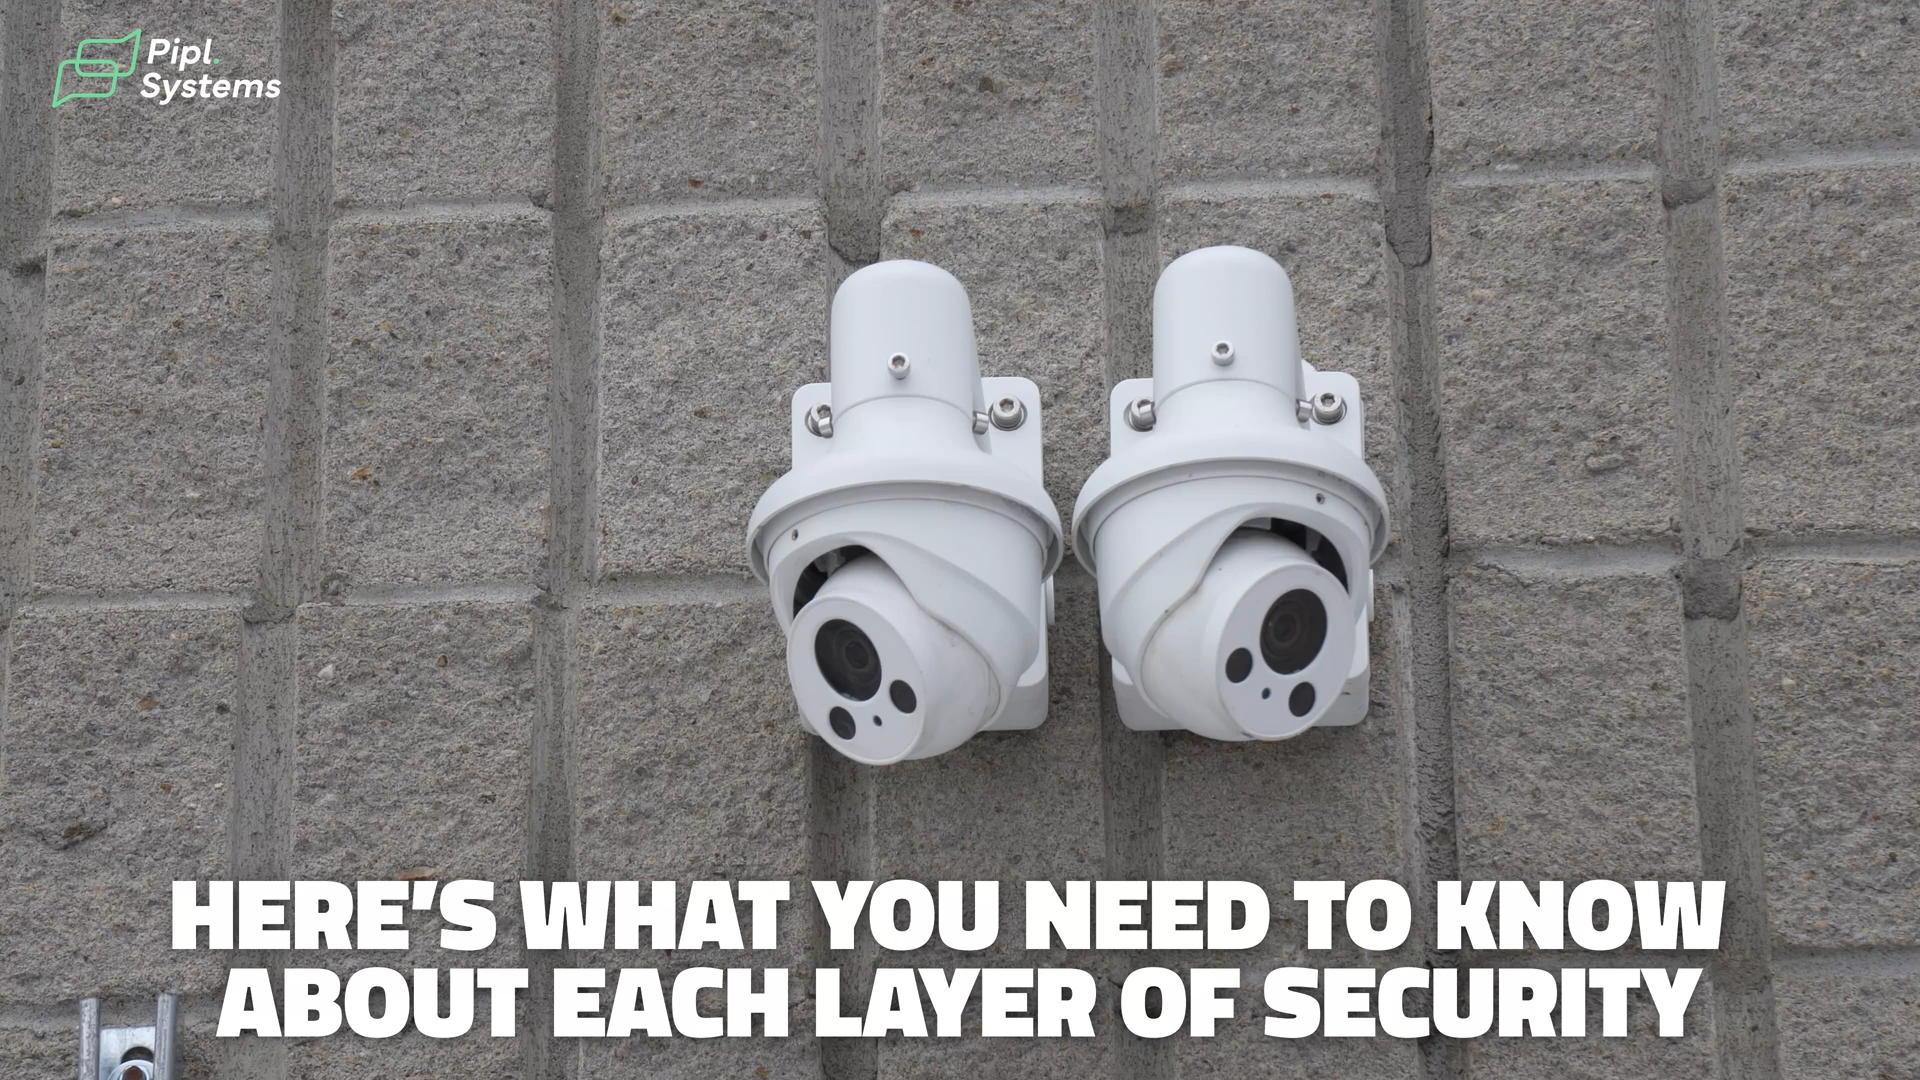 Pipl.
Systems
HERE'S WHAT YOU NEED TO KNOW
ABOUT EACH LAYER OF SECURITY